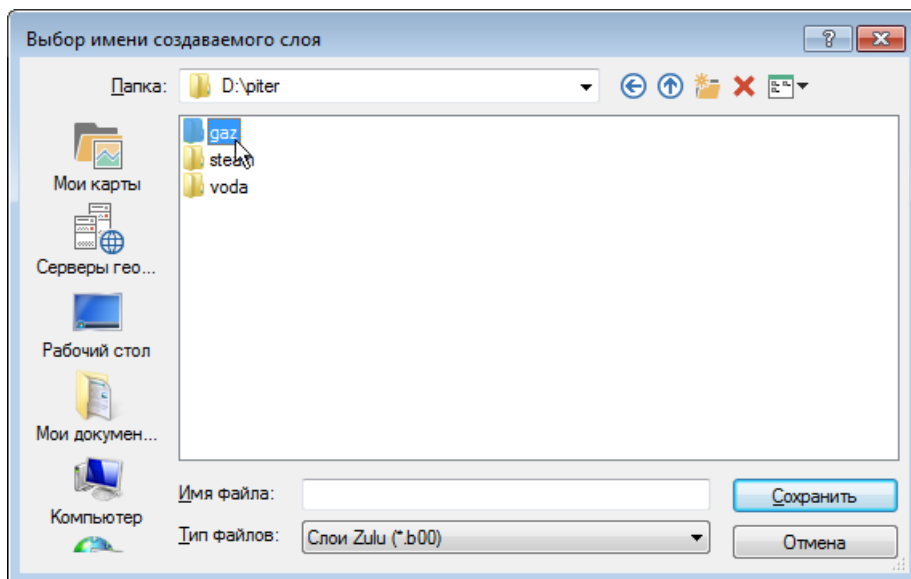 Выбор имени создаваемого слоя
Папка:
D:\piter
gaz
steam
voda
Мои карты
Серверы гео...
Рабочий стол
Мои докумен...
Компьютер
Имя файла:
Сохранить
Тип файлов:
Слои Zulu (*.b00)
Отмена